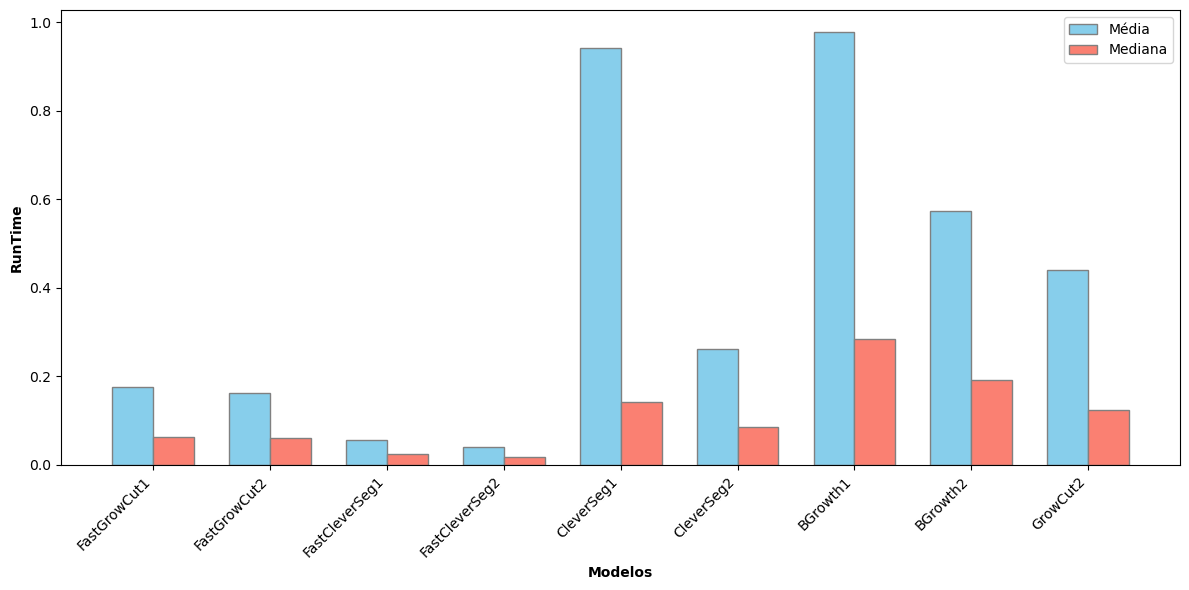 Média
Mediana
1.0
0.8
0.6
0.4
0.2
0.0
RunTime
FastGrowCut1
FastGrowCut2
FastCleverSeg1
FastCleverSeg2
CleverSeg1
CleverSeg2
BGrowth1
BGrowth2
GrowCut2
Modelos